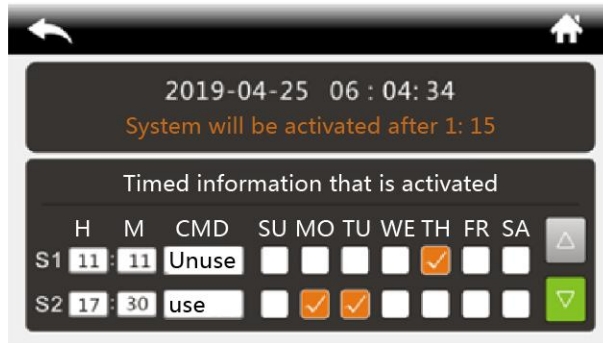 2019-04-25 06 : 04: 34
System will be activated after 1: 15
Timed information that is activated
H M CMD SU MO TU WE TH FR SA
S1 11 : 11 Unuse
S2 17 : 30 use